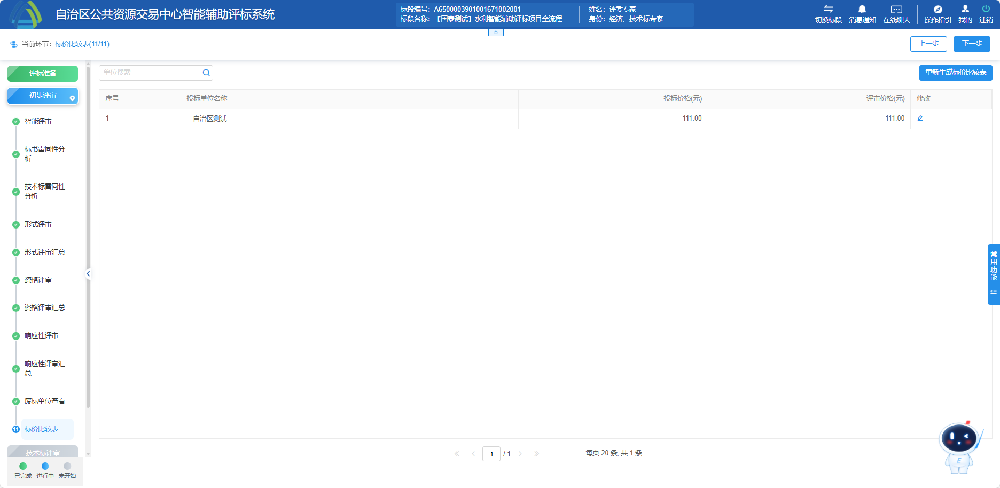 自治区公共资源交易中心智能辅助评标系统
标段编号：A6500003901001671002001
标段名称：【国泰测试】水利智能辅助评标项目全流程...
姓名：评委专家
身份：经济、技术标专家
切换标段
消息通知
在线聊天
操作指引
我的
注销
当前环节：标价比较表(11/11)
上一步
下一步
评标准备
初步评审
智能评审
标书雷同性分
析
技术标雷同性
分析
形式评审
形式评审汇总
资格评审
资格评审汇总
响应性评审
响应性评审汇
总
废标单位查看
11 标价比较表
技术标评审
已完成 进行中 未开始
单位搜索
重新生成标价比较表
序号 投标单位名称 投标价格(元) 评审价格(元) 修改
1 自治区测试一 111.00 111.00
1 / 1
每页 20 条, 共 1 条
常用功能
E